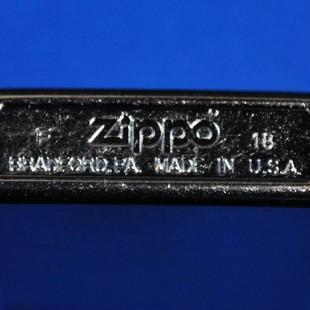 F Zippo 18
BRADFORD, PA. MADE IN U.S.A.